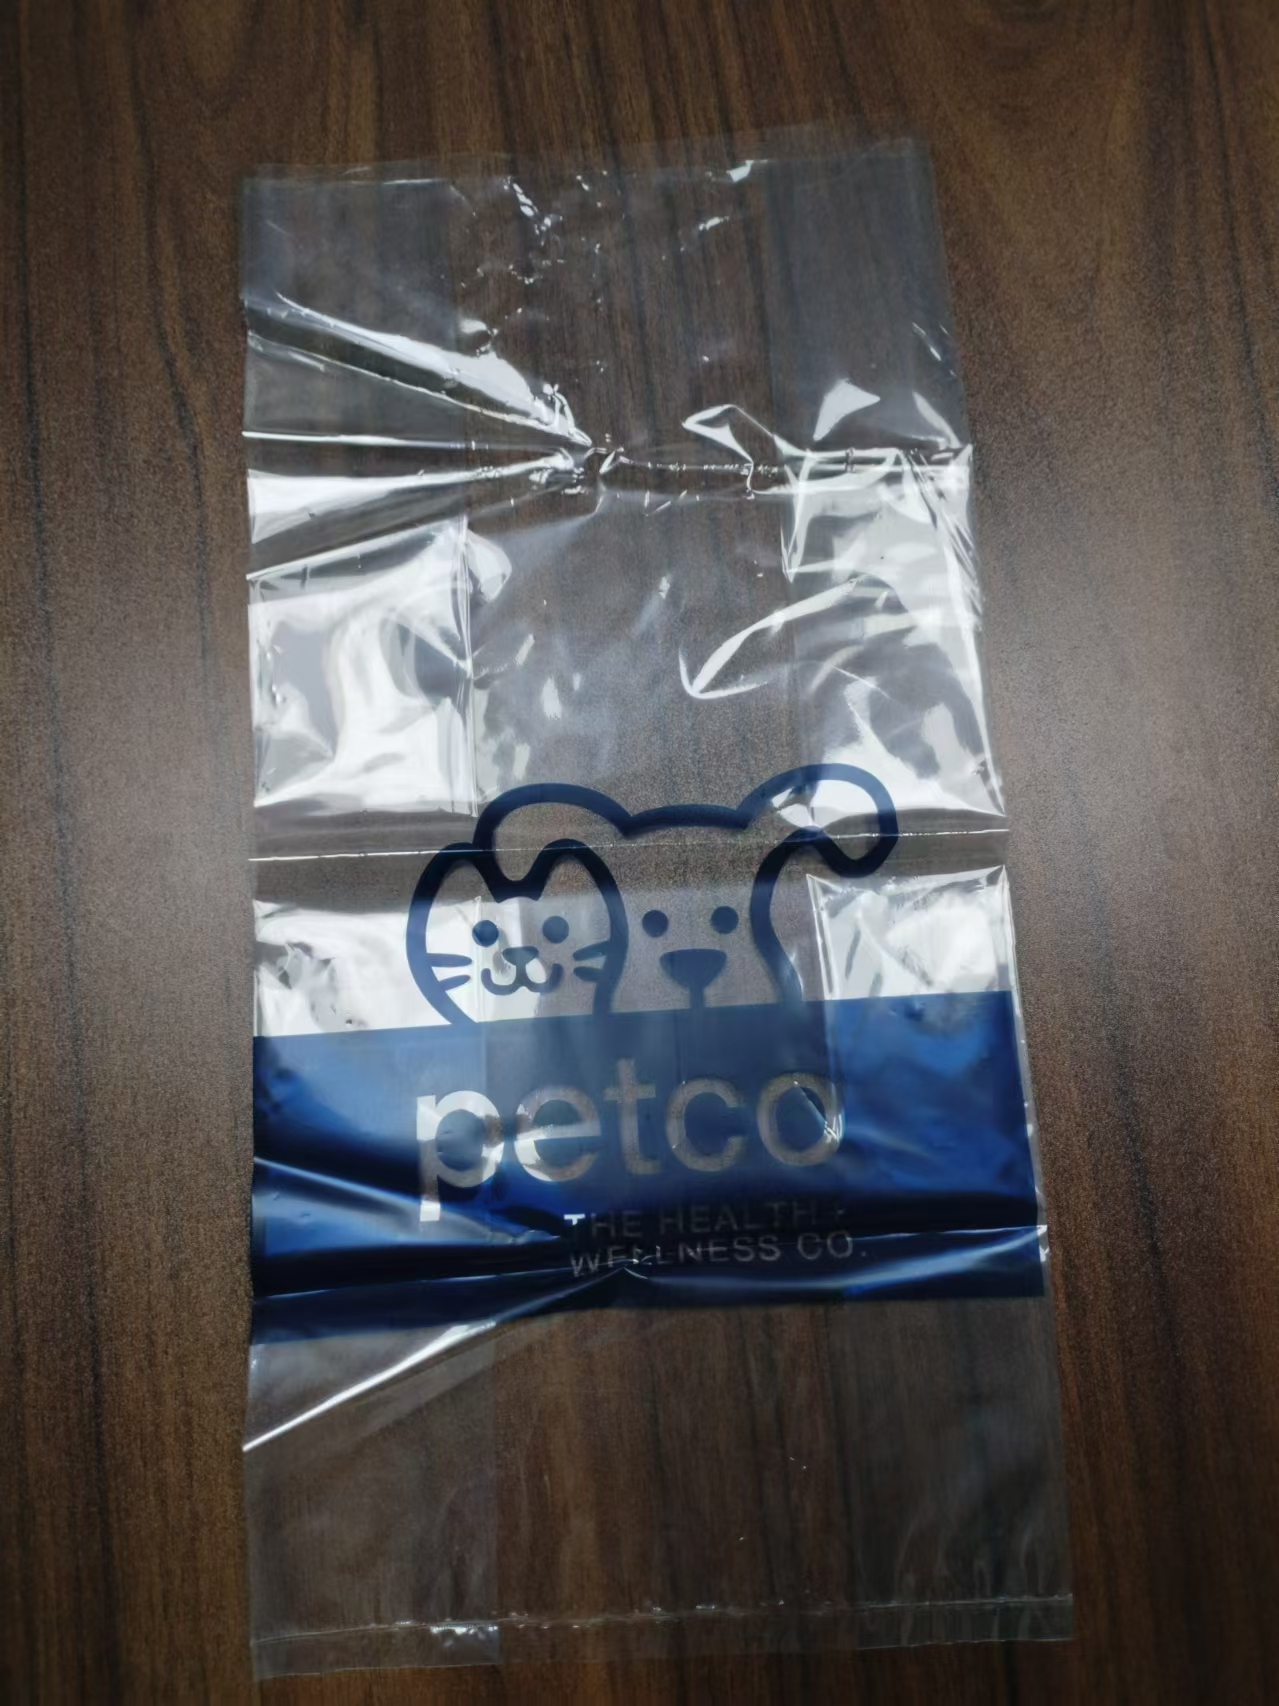 petco
THE HEALTH +
WELLNESS CO.